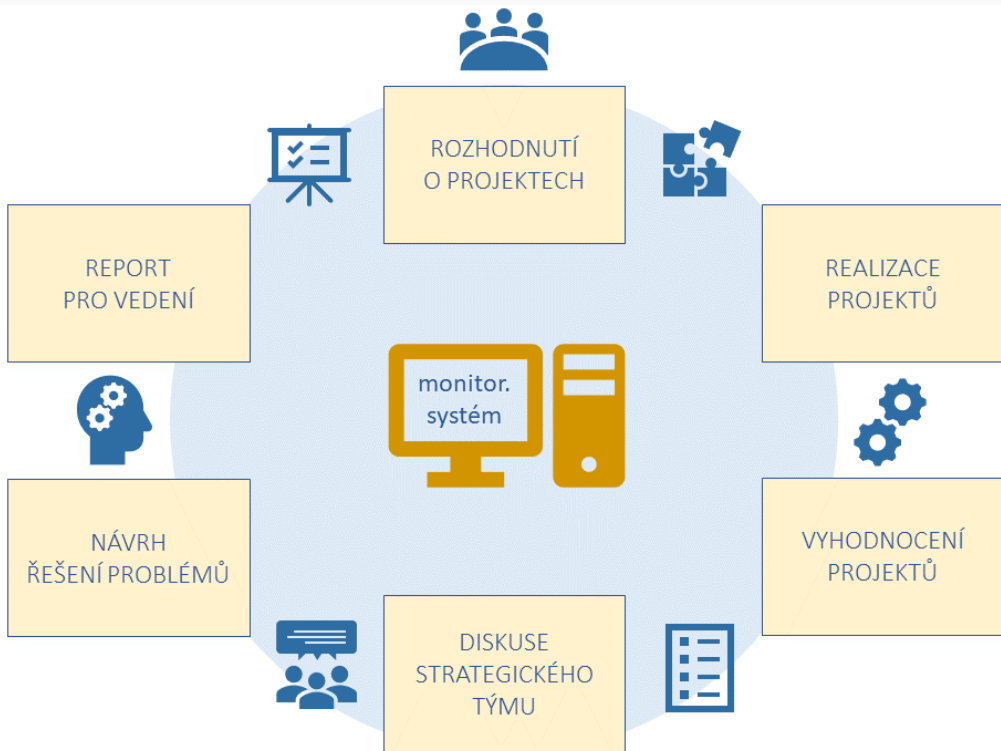 ROZHODNUTÍ
O PROJEKTECH
REPORT
PRO VEDENÍ
REALIZACE
PROJEKTŮ
monitor.
systém
NÁVRH
ŘEŠENÍ PROBLÉMŮ
VYHODNOCENÍ
PROJEKTŮ
DISKUSE
STRATEGICKÉHO
TÝMU